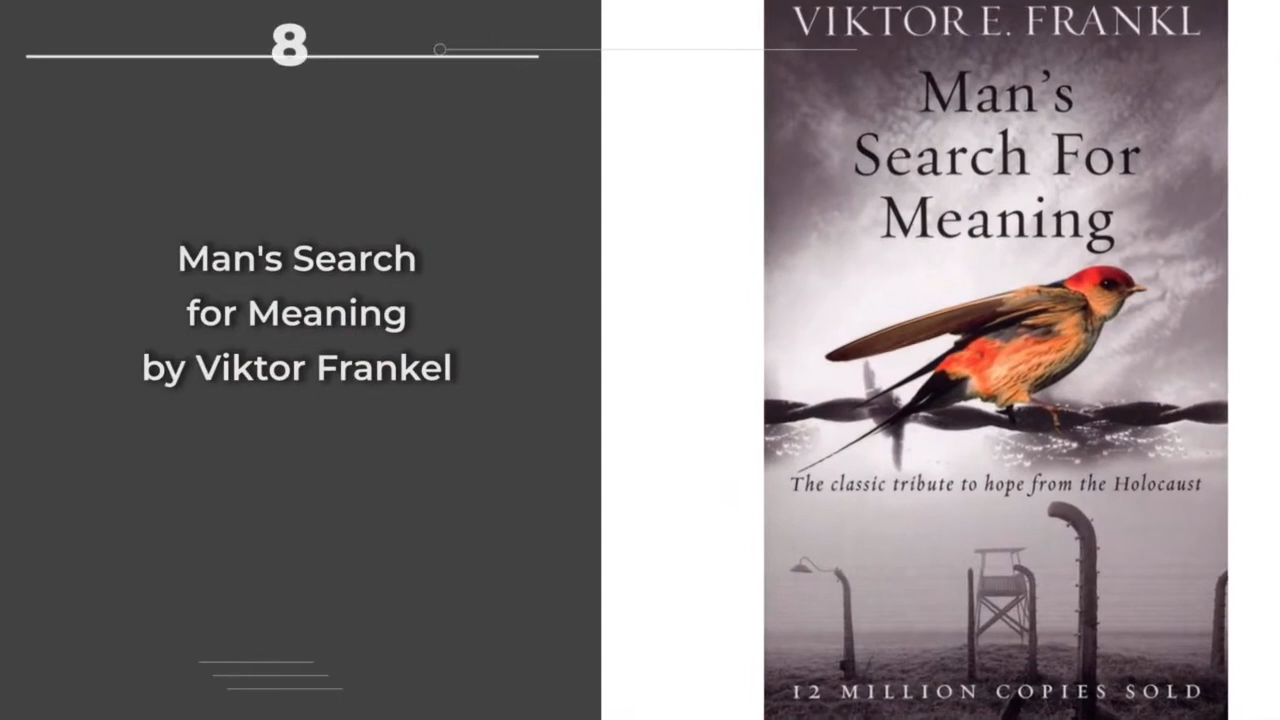 8
Man's Search
for Meaning
by Viktor Frankel
VIKTOR E. FRANKL
Man's
Search For
Meaning
The classic tribute to hope from the Holocaust
12 MILLION COPIES SOLD